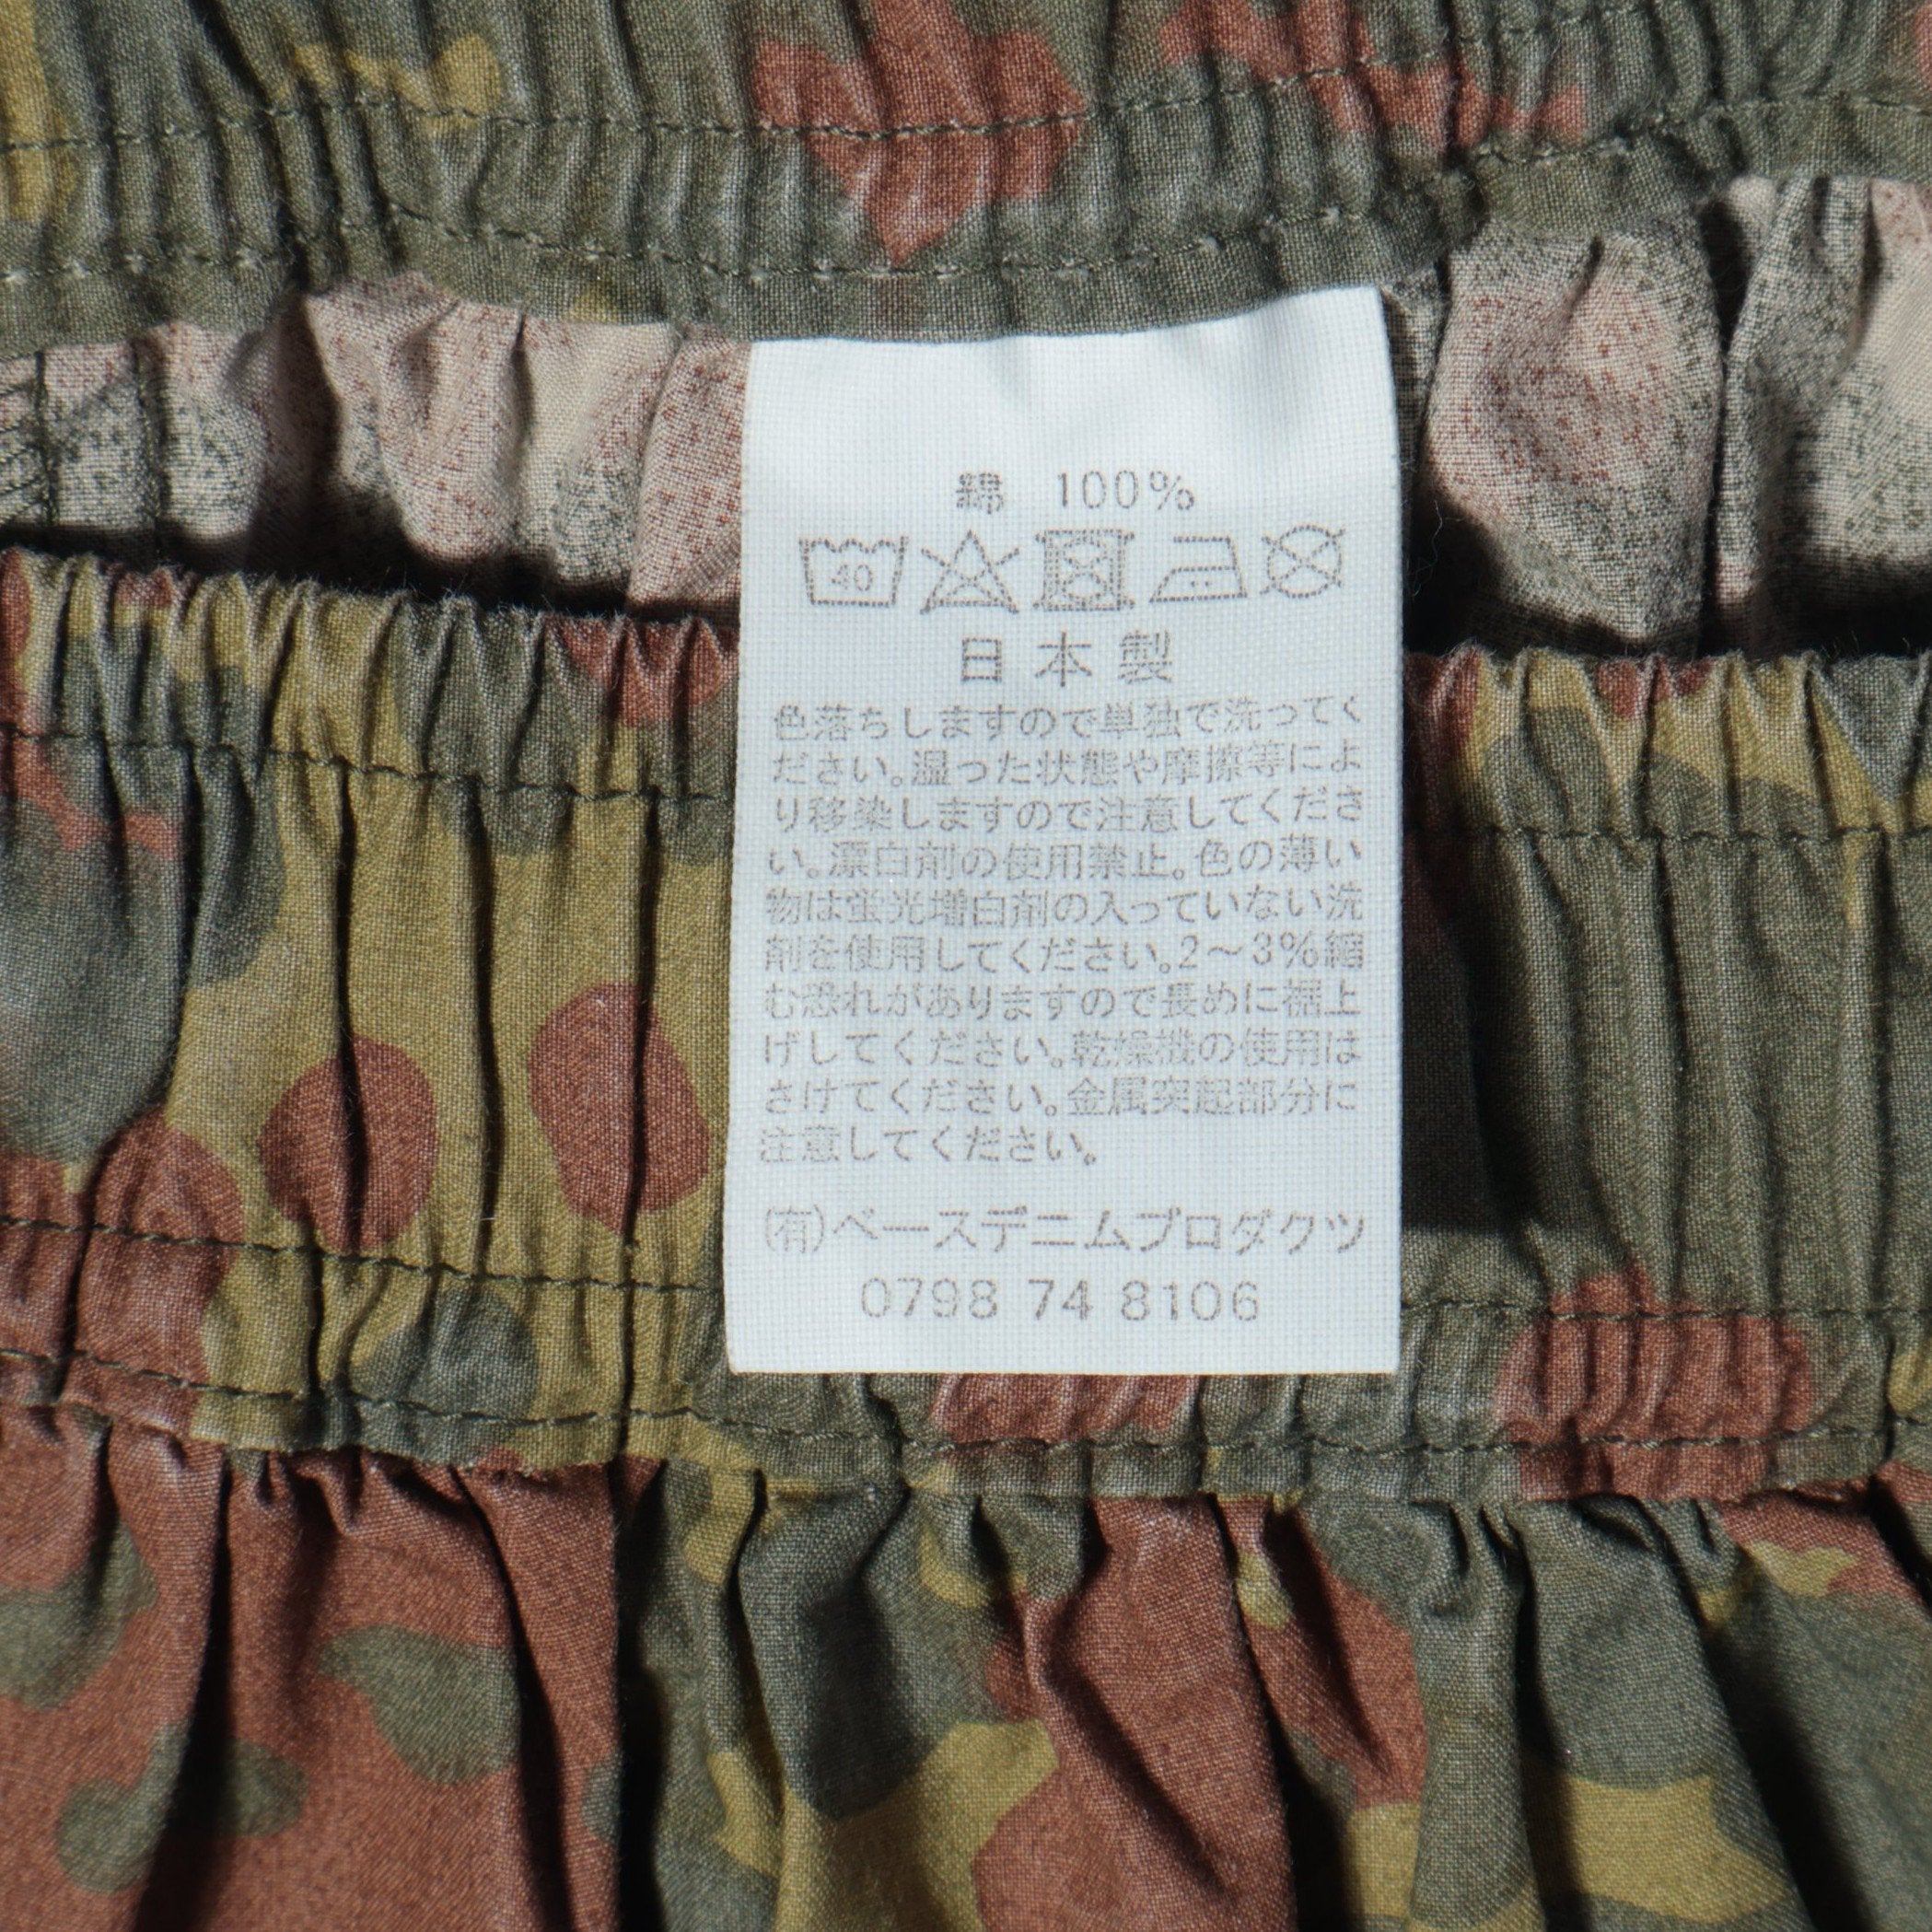 綿 100%
40
日本製
色落ちしますので単独で洗ってく
ださい。温った状態や摩擦等によ
り移染しますので注意してくださ
い。漂白剤の使用禁止。色の薄い
物は蛍光増白剤の入っていない洗
剤を使用してください。2～3%縮
む恐れがありますので長めに裾上
げしてください。乾燥機の使用は
さけてください。金属突起部分に
注意してください。
(有)ベースデニムプロダクツ
0798 74 8106